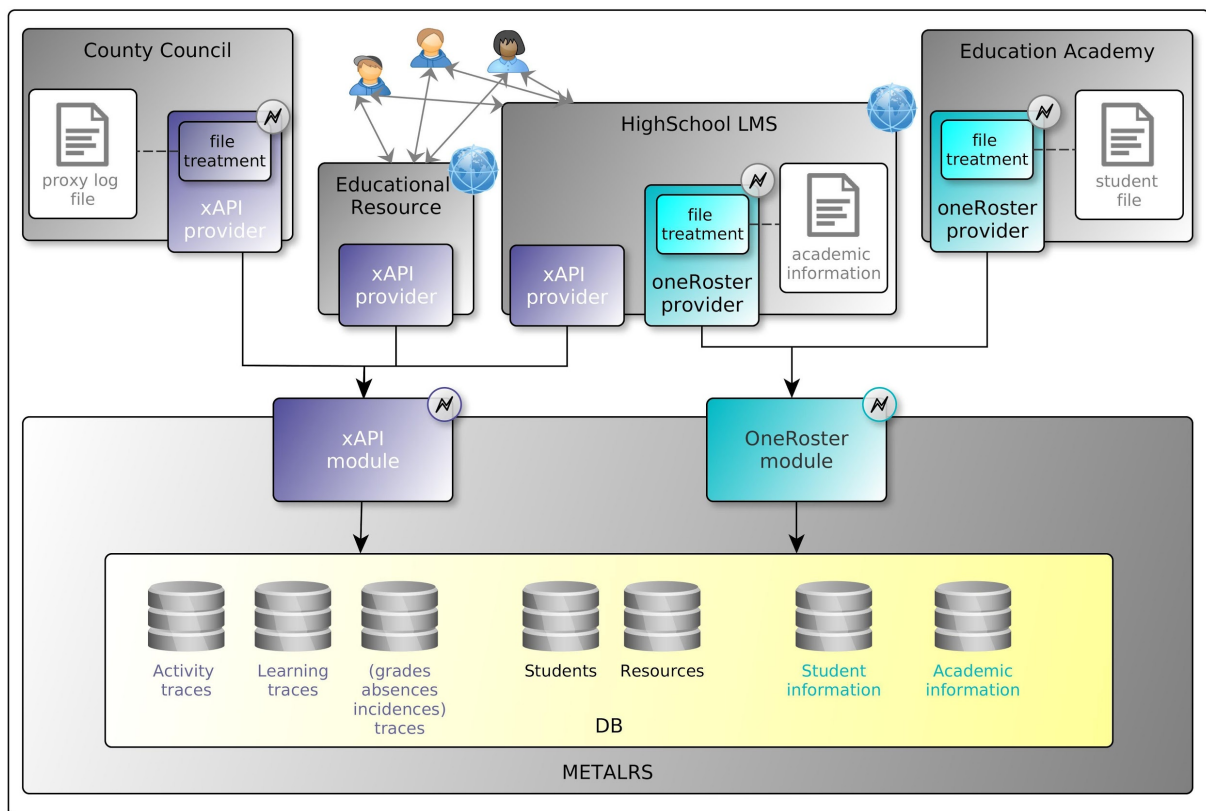 County Council
proxy log
file
file
treatment
xAPI
provider
Educational
Resource
xAPI
provider
HighSchool LMS
xAPI
provider
file
treatment
oneRoster
provider
academic
information
Education Academy
file
treatment
oneRoster
provider
student
file
xAPI
module
OneRoster
module
Activity
traces
Learning
traces
(grades
absences
incidences)
traces
Students
Resources
Student
information
Academic
information
DB
METALRS